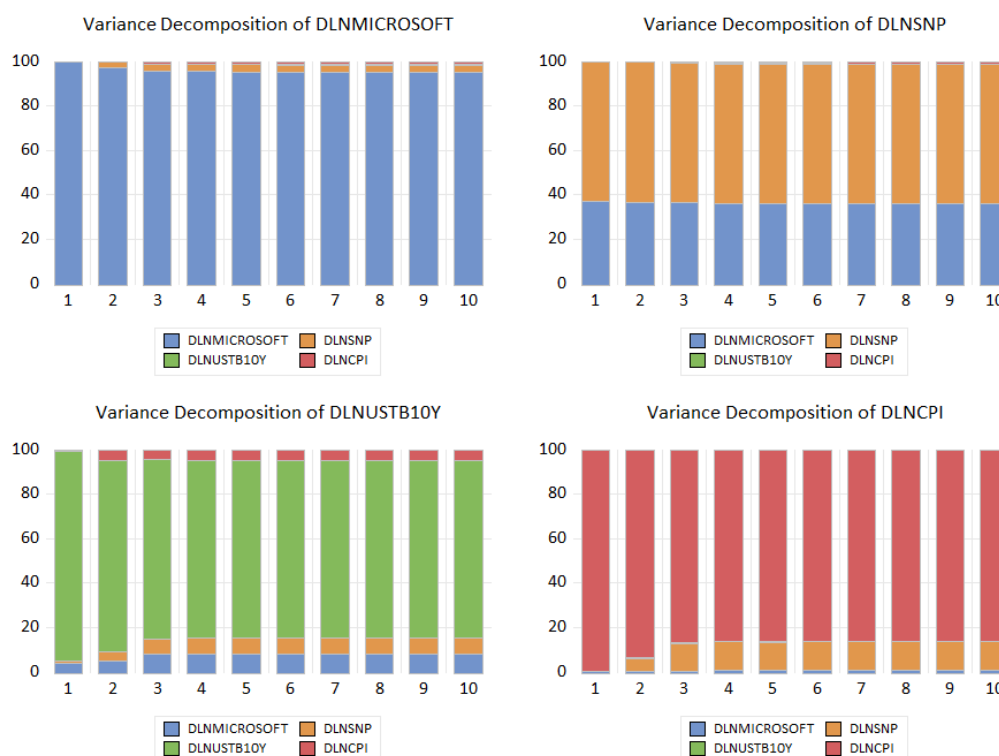 Variance Decomposition of DLNMICROSOFT
100
80
60
40
20
0
1 2 3 4 5 6 7 8 9 10
DLNMICROSOFT DLNSNP
DLNUSTB10Y DLNCPI
Variance Decomposition of DLNSNP
100
80
60
40
20
0
1 2 3 4 5 6 7 8 9 10
DLNMICROSOFT DLNSNP
DLNUSTB10Y DLNCPI
Variance Decomposition of DLNUSTB10Y
100
80
60
40
20
0
1 2 3 4 5 6 7 8 9 10
DLNMICROSOFT DLNSNP
DLNUSTB10Y DLNCPI
Variance Decomposition of DLNCPI
100
80
60
40
20
0
1 2 3 4 5 6 7 8 9 10
DLNMICROSOFT DLNSNP
DLNUSTB10Y DLNCPI